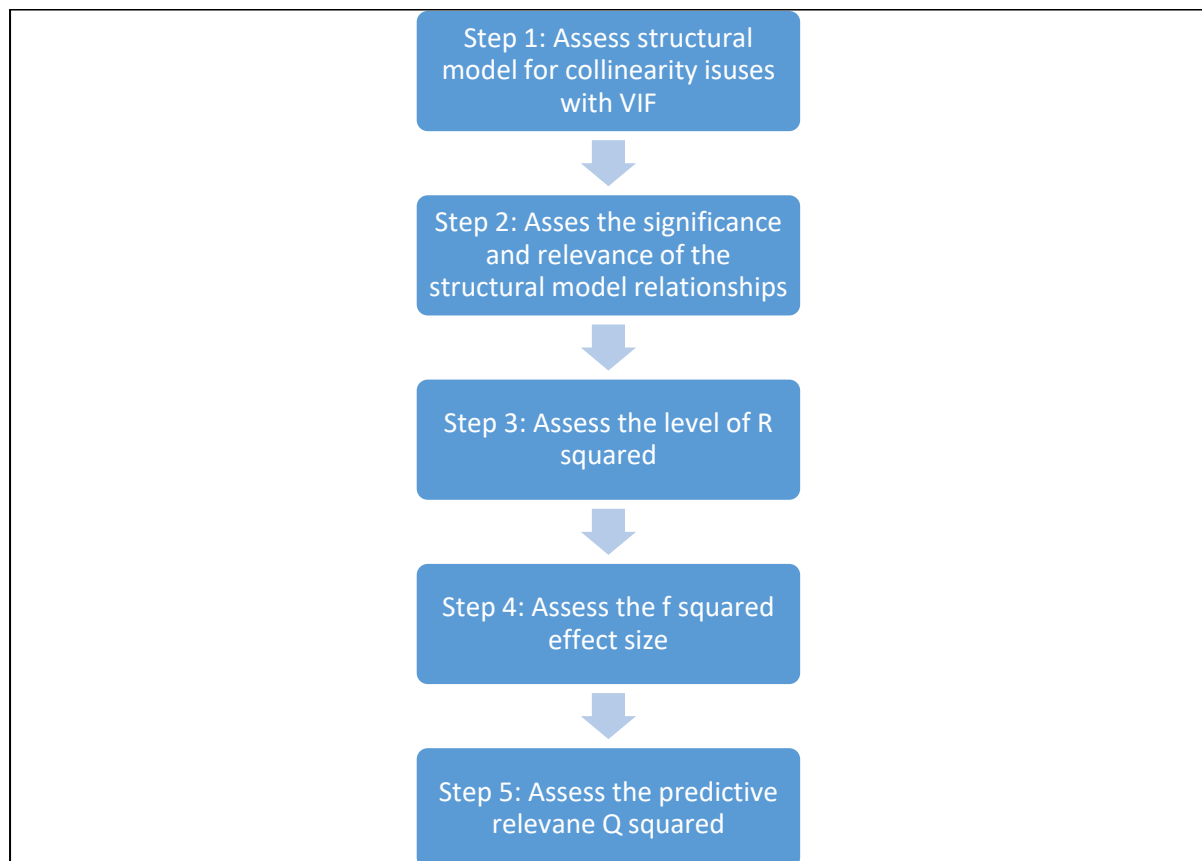 Step 1: Assess structural
model for collinearity isuses
with VIF
Step 2: Asses the significance
and relevance of the
structural model relationships
Step 3: Assess the level of R
squared
Step 4: Assess the f squared
effect size
Step 5: Assess the predictive
relevane Q squared